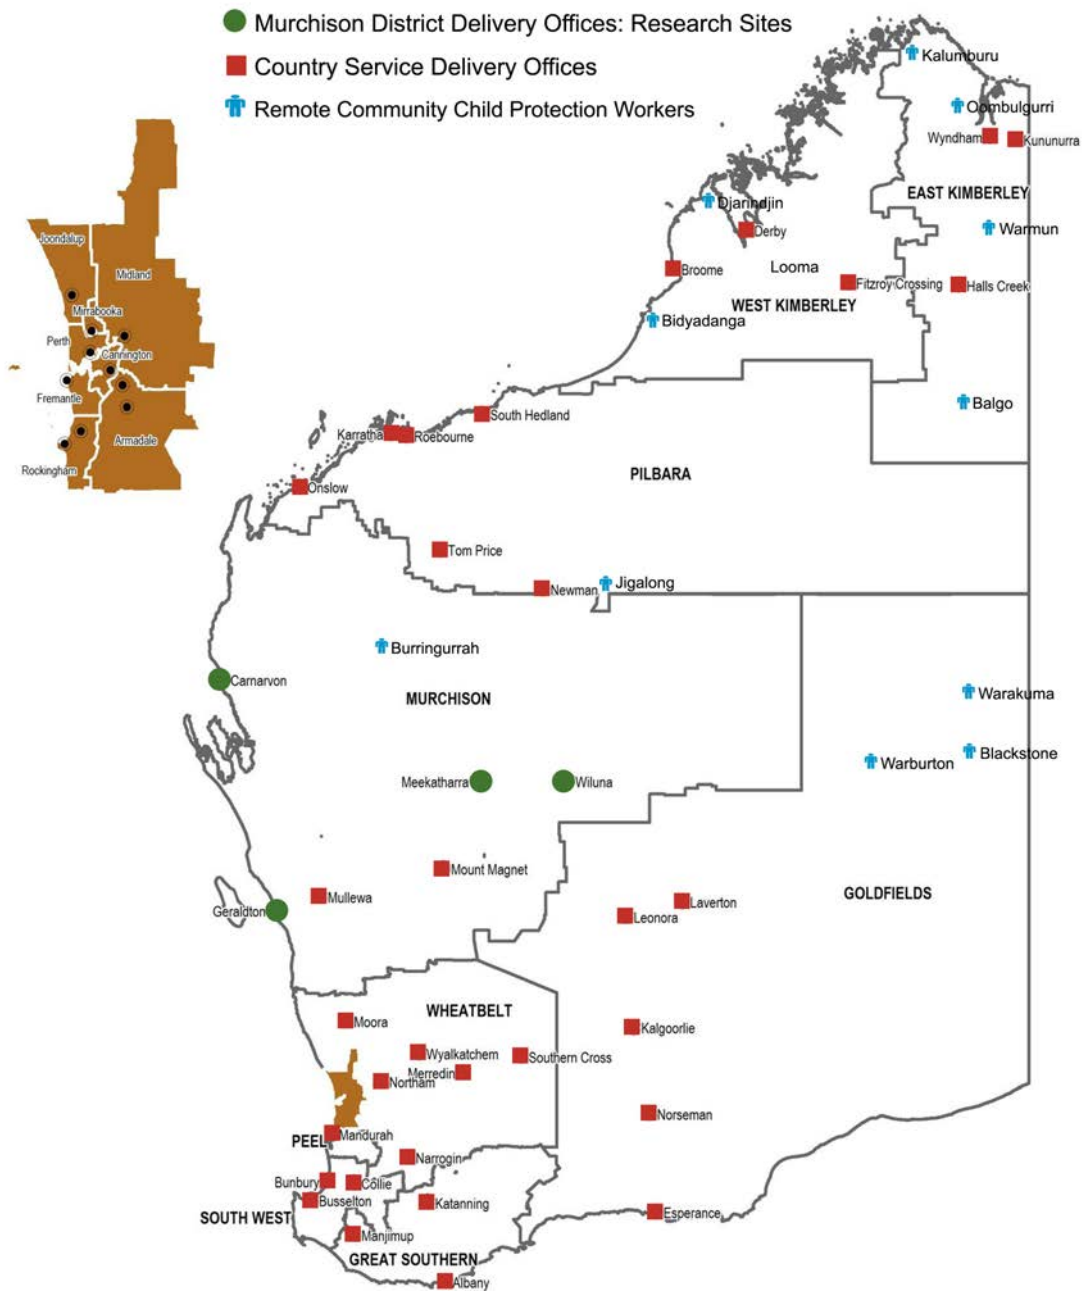 Murchison District Delivery Offices: Research Sites
Country Service Delivery Offices
Remote Community Child Protection Workers
Kalumburu
Oombulgurri
Wyndham
Kununurra
EAST KIMBERLEY
Djarindjin
Derby
Warmun
Joondalup
Midland
Broome
Looma
Fitzroy Crossing
Halls Creek
Mirrabooka
WEST KIMBERLEY
Bidyadanga
Perth
Cannington
Fremantle
Balgo
South Hedland
Karratha
Roebourne
Armadale
Rockingham
PILBARA
Onslow
Tom Price
Newman
Jigalong
Burringurrah
Carnarvon
MURCHISON
Warakuma
Blackstone
Warburton
Meekatharra
Wiluna
Mount Magnet
Mullewa
GOLDFIELDS
Laverton
Geraldton
Leonora
WHEATBELT
Moora
Kalgoorlie
Wyalkatchem
Southern Cross
Merredin
Northam
Norseman
Mandurah
PEEL
Narrogin
Bunbury
Collie
Busselton
Katanning
Esperance
SOUTH WEST
Manjimup
GREAT SOUTHERN
Albany